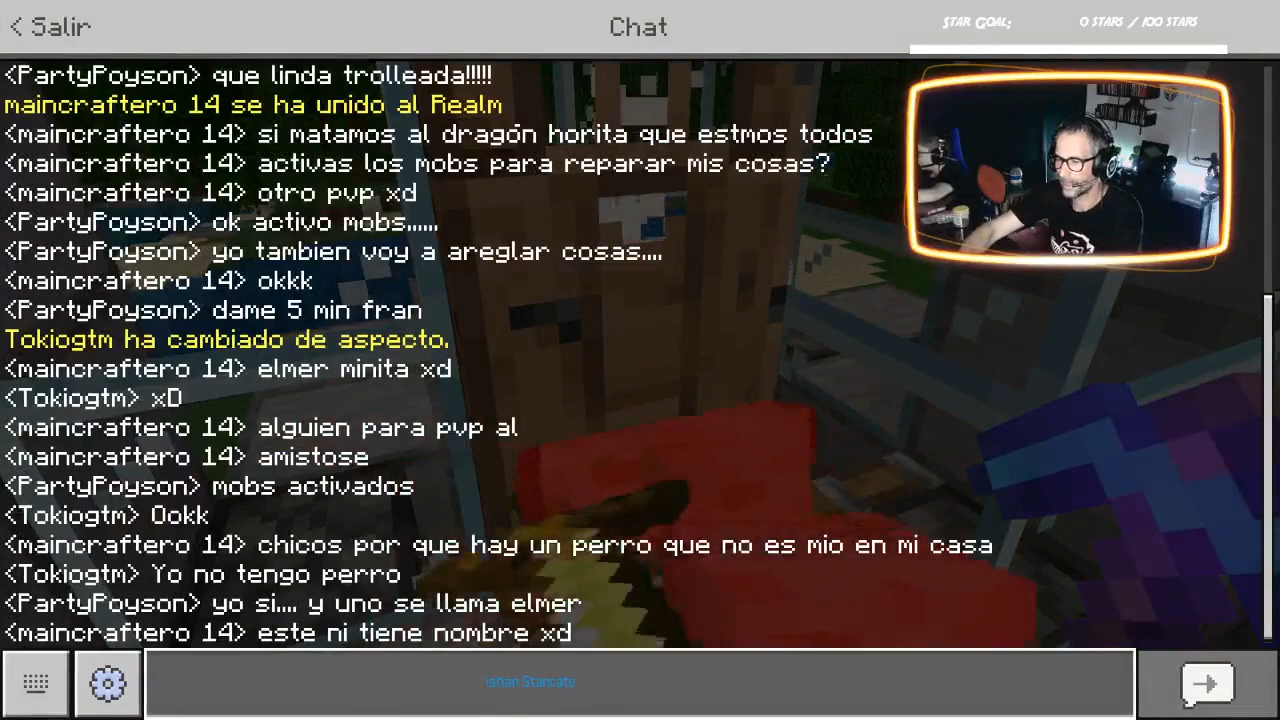 < Salir
Chat
STAR GOAL: 0 STARS / 100 STARS
<PartyPoyson> que linda trolleada!!!!!
maincraftero 14 se ha unido al Realm
<maincraftero 14> si matamos al dragón horita que estmos todos
<maincraftero 14> activas los mobs para reparar mis cosas?
<maincraftero 14> otro pvp xd
<PartyPoyson> ok activo mobs......
<PartyPoyson> yo tambien voy a areglar cosas....
<maincraftero 14> okkk
<PartyPoyson> dame 5 min fran
Tokiogtm ha cambiado de aspecto.
<maincraftero 14> elmer minita xd
<Tokiogtm> xD
<maincraftero 14> alguien para pvp al
<maincraftero 14> amistose
<PartyPoyson> mobs activados
<Tokiogtm> Ookk
<maincraftero 14> chicos por que hay un perro que no es mio en mi casa
<Tokiogtm> Yo no tengo perro
<PartyPoyson> yo si.... y uno se llama elmer
<maincraftero 14> este ni tiene nombre xd
istian Stancato